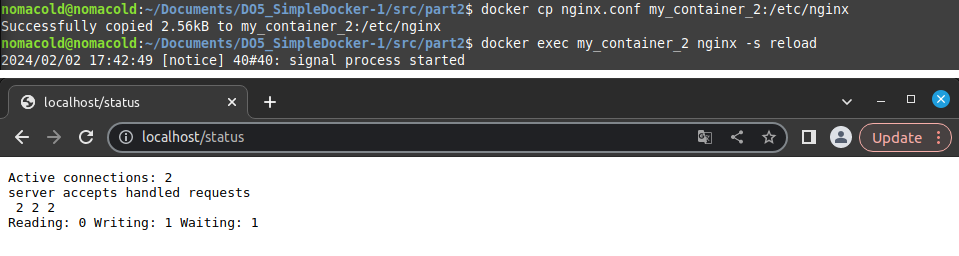 nomacold@nomacold:~/Documents/DO5_SimpleDocker-1/src/part2$ docker cp nginx.conf my_container_2:/etc/nginx
Successfully copied 2.56kB to my_container_2:/etc/nginx
nomacold@nomacold:~/Documents/DO5_SimpleDocker-1/src/part2$ docker exec my_container_2 nginx -s reload
2024/02/02 17:42:49 [notice] 40#40: signal process started
localhost/status
localhost/status
Update
Active connections: 2
server accepts handled requests
 2 2 2
Reading: 0 Writing: 1 Waiting: 1